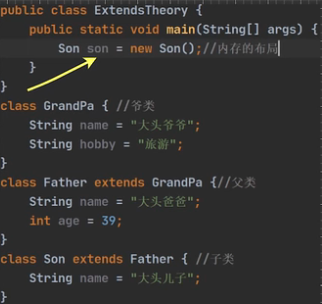 public class ExtendsTheory {
public static void main(String[] args) {
Son son = new Son();//内存的布局
}
}
class GrandPa { //爷类
String name = "大头爷爷";
String hobby = "旅游";
}
class Father extends GrandPa {//父类
String name = "大头爸爸";
int age = 39;
}
class Son extends Father { //子类
String name = "大头儿子";
}